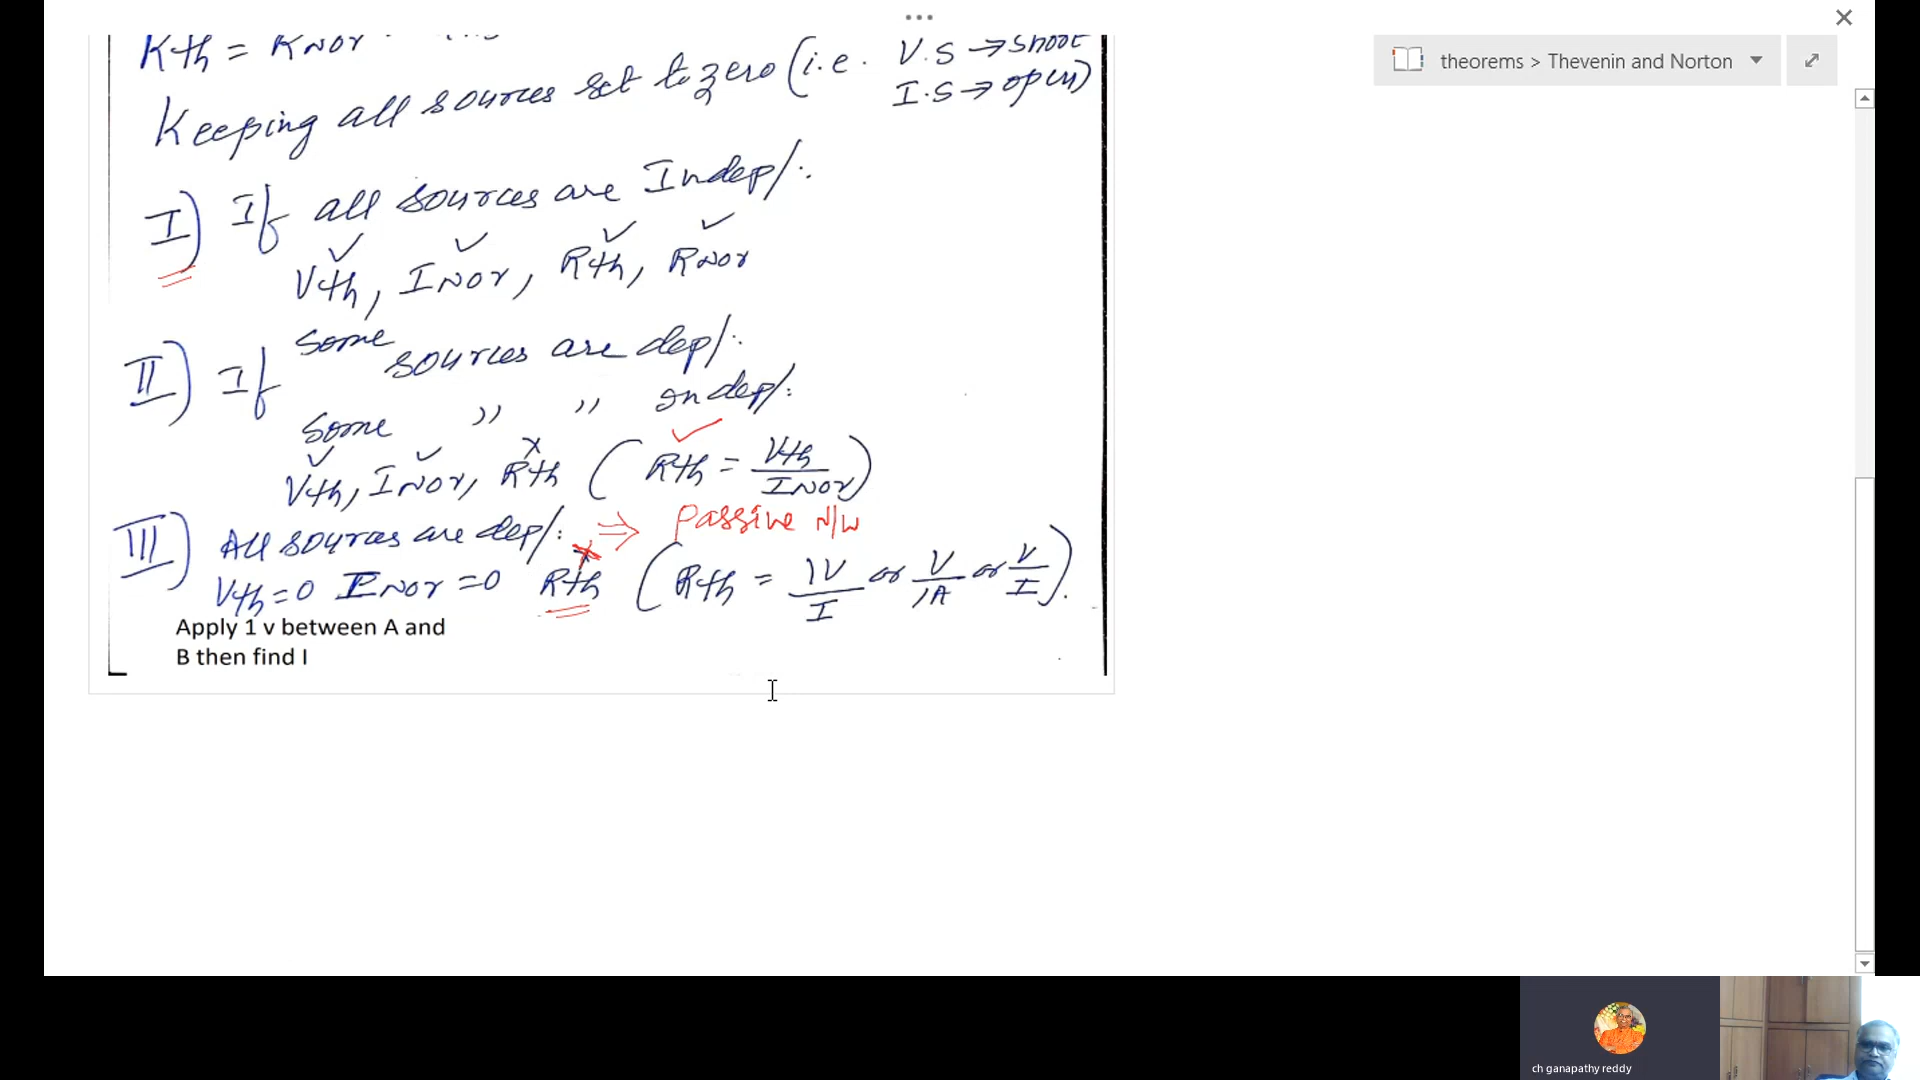 Rth = RNor
Keeping all sources set to zero (i.e. V.S → short
I.S → open)
I) If all sources are Indep/.
Vth, INor, Rth, RNor
II) If some sources are dep/.
some " " indep/.
Vth, INor, Rth (Rth = Vth/INor)
III) All sources are dep/. ⇒ Passive N/W
Vth=0 INor =0 Rth (Rth = 1V/I or V/1A or V/I).
Apply 1 v between A and
B then find I
theorems > Thevenin and Norton
ch ganapathy reddy